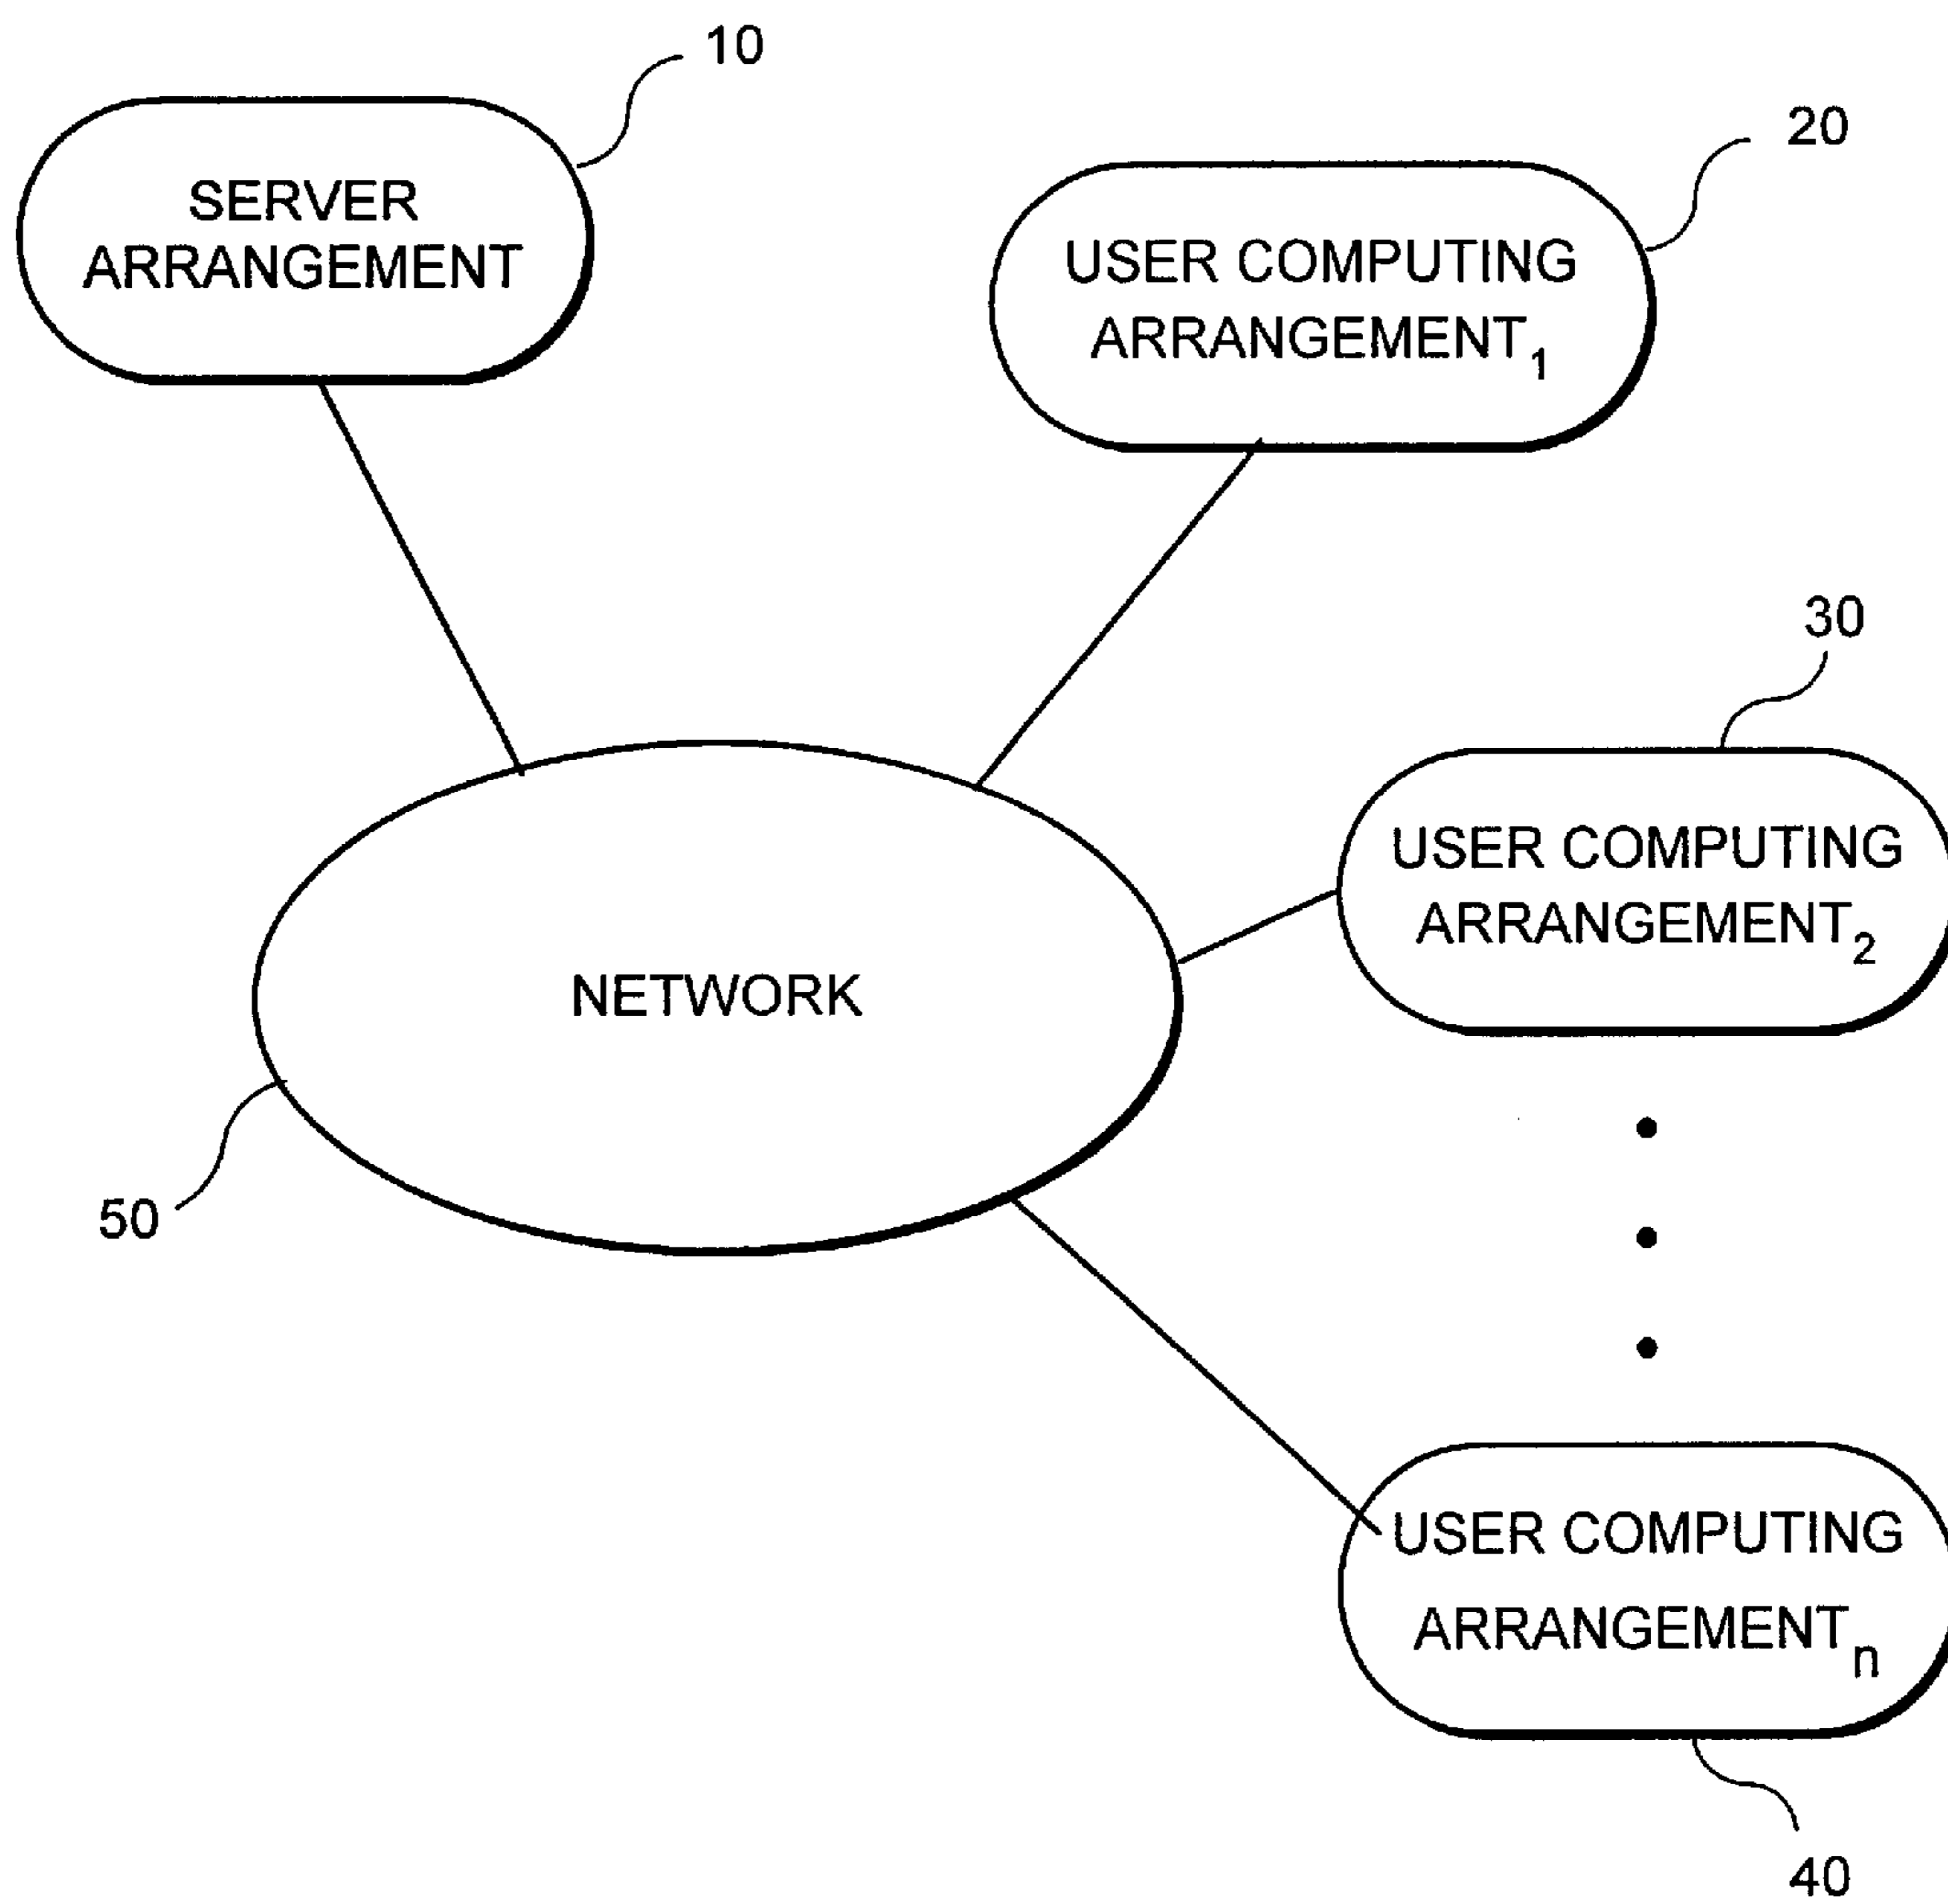 10
SERVER
ARRANGEMENT
20
USER COMPUTING
ARRANGEMENT1
30
USER COMPUTING
ARRANGEMENT2
NETWORK
50
USER COMPUTING
ARRANGEMENTn
40